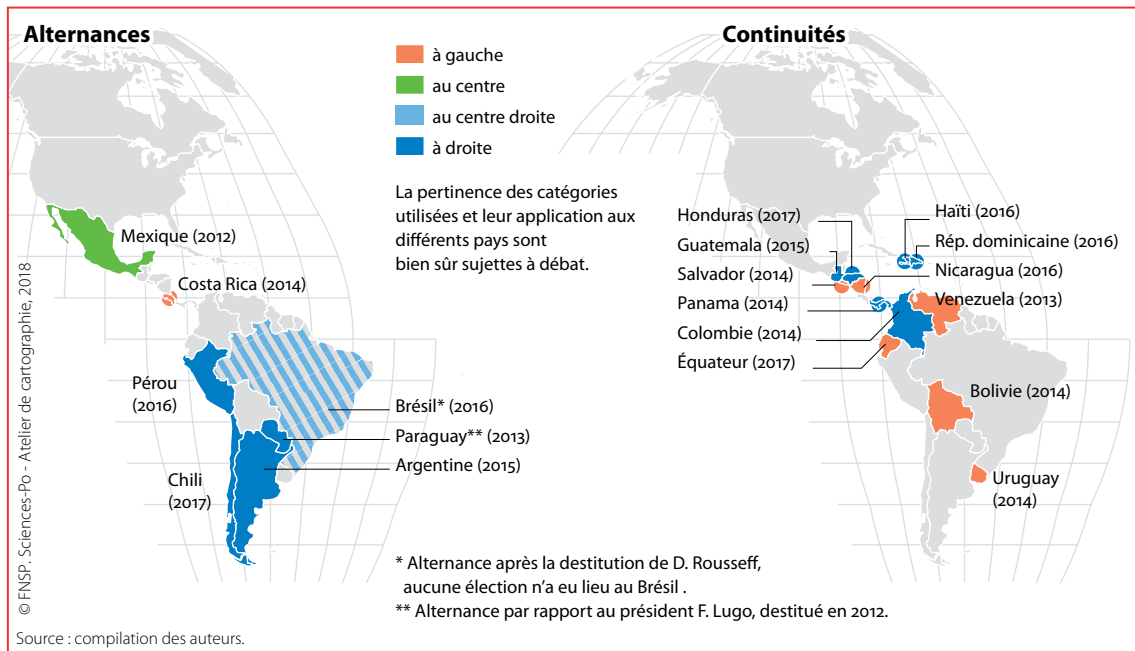 Alternances
à gauche
au centre
au centre droite
à droite
La pertinence des catégories
utilisées et leur application aux
différents pays sont
bien sûr sujettes à débat.
Mexique (2012)
Costa Rica (2014)
Pérou
(2016)
Brésil* (2016)
Paraguay** (2013)
Argentine (2015)
Chili
(2017)
Continuités
Honduras (2017)
Guatemala (2015)
Salvador (2014)
Panama (2014)
Colombie (2014)
Équateur (2017)
Haïti (2016)
Rép. dominicaine (2016)
Nicaragua (2016)
Venezuela (2013)
Bolivie (2014)
Uruguay
(2014)
* Alternance après la destitution de D. Rousseff,
aucune élection n’a eu lieu au Brésil .
** Alternance par rapport au président F. Lugo, destitué en 2012.
© FNSP. Sciences-Po - Atelier de cartographie, 2018
Source : compilation des auteurs.